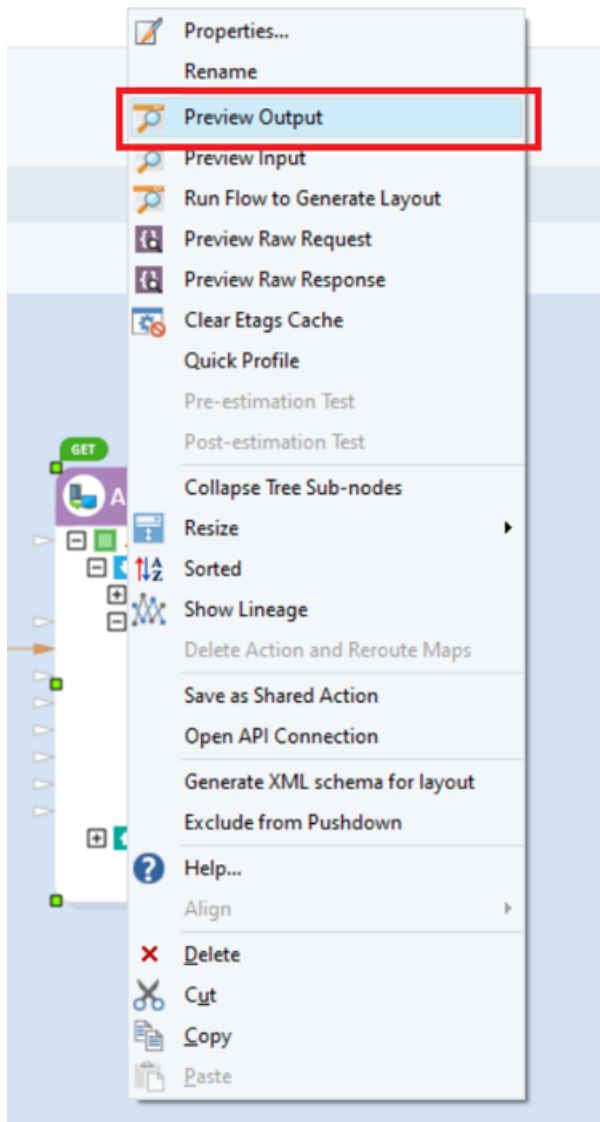 Properties...
Rename
Preview Output
Preview Input
Run Flow to Generate Layout
Preview Raw Request
Preview Raw Response
Clear Etags Cache
Quick Profile
Pre-estimation Test
Post-estimation Test
GET
Collapse Tree Sub-nodes
A
Resize
Sorted
Show Lineage
Delete Action and Reroute Maps
Save as Shared Action
Open API Connection
Generate XML schema for layout
Exclude from Pushdown
Help...
Align
Delete
Cut
Copy
Paste